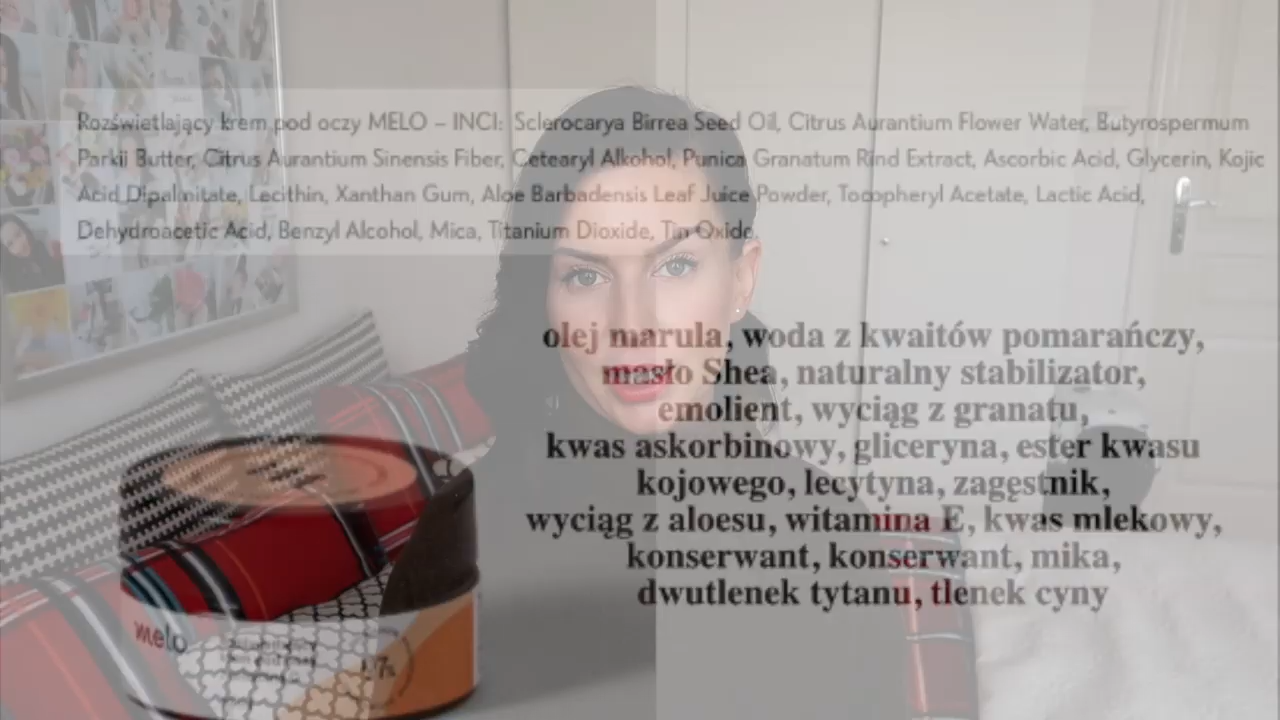 Rozświetlający krem pod oczy MELO – INCI: Sclerocarya Birrea Seed Oil, Citrus Aurantium Flower Water, Butyrospermum
Parkii Butter, Citrus Aurantium Sinensis Fiber, Cetearyl Alkohol, Punica Granatum Rind Extract, Ascorbic Acid, Glycerin, Kojic
Acid Dipalmitate, Lecithin, Xanthan Gum, Aloe Barbadensis Leaf Juice Powder, Tocopheryl Acetate, Lactic Acid,
Dehydroacetic Acid, Benzyl Alcohol, Mica, Titanium Dioxide, Tin Oxide.
olej marula, woda z kwaitów pomarańczy,
masło Shea, naturalny stabilizator,
emolient, wyciąg z granatu,
kwas askorbinowy, gliceryna, ester kwasu
kojowego, lecytyna, zagęstnik,
wyciąg z aloesu, witamina E, kwas mlekowy,
konserwant, konserwant, mika,
dwutlenek tytanu, tlenek cyny
melo